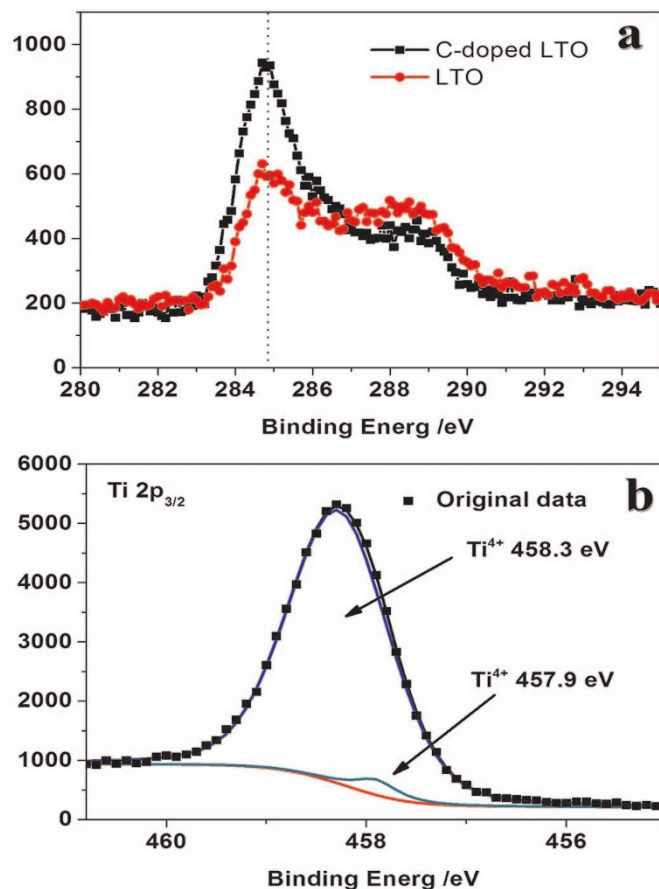 a
C-doped LTO
LTO
1000
800
600
400
200
0
280 282 284 286 288 290 292 294
Binding Energ /eV
6000
5000
4000
3000
2000
1000
0
Ti 2p3/2
b
Original data
Ti4+ 458.3 eV
Ti4+ 457.9 eV
460 458 456
Binding Energ /eV